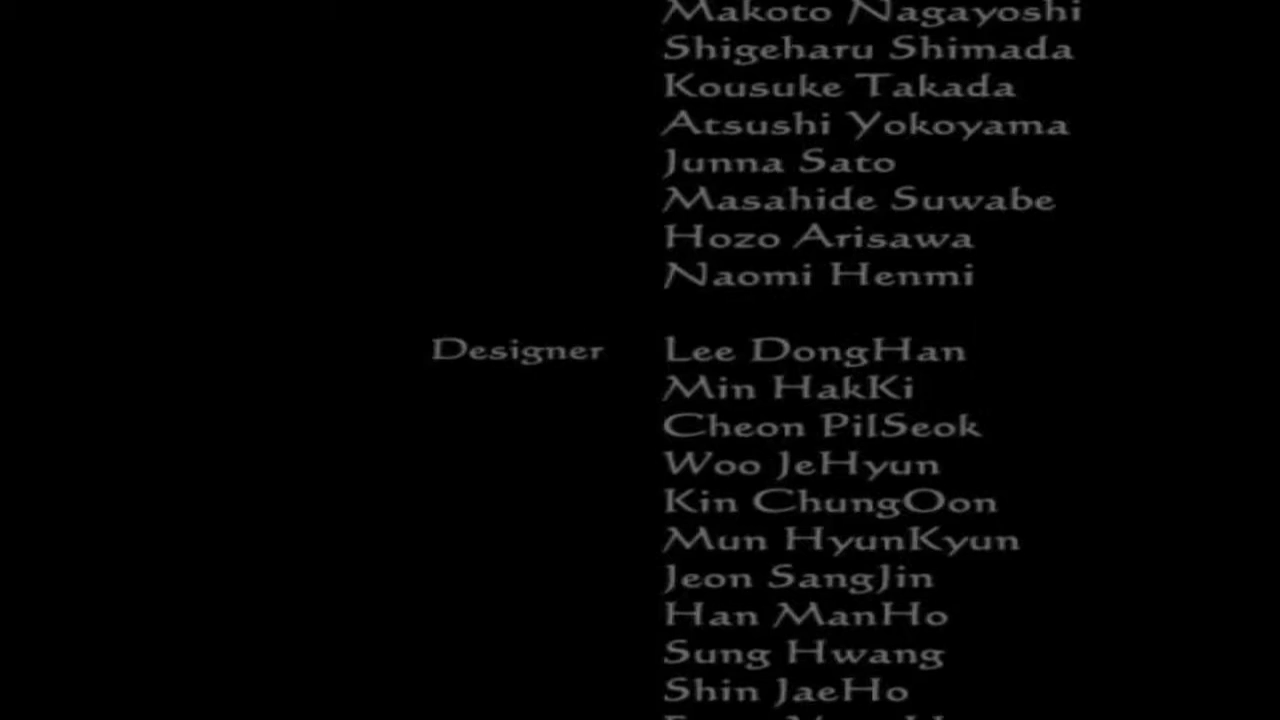 Makoto Nagayoshi
Shigeharu Shimada
Kousuke Takada
Atsushi Yokoyama
Junna Sato
Masahide Suwabe
Hozo Arisawa
Naomi Henmi
Designer Lee DongHan
Min HakKi
Cheon PilSeok
Woo JeHyun
Kin ChungOon
Mun HyunKyun
Jeon SangJin
Han ManHo
Sung Hwang
Shin JaeHo